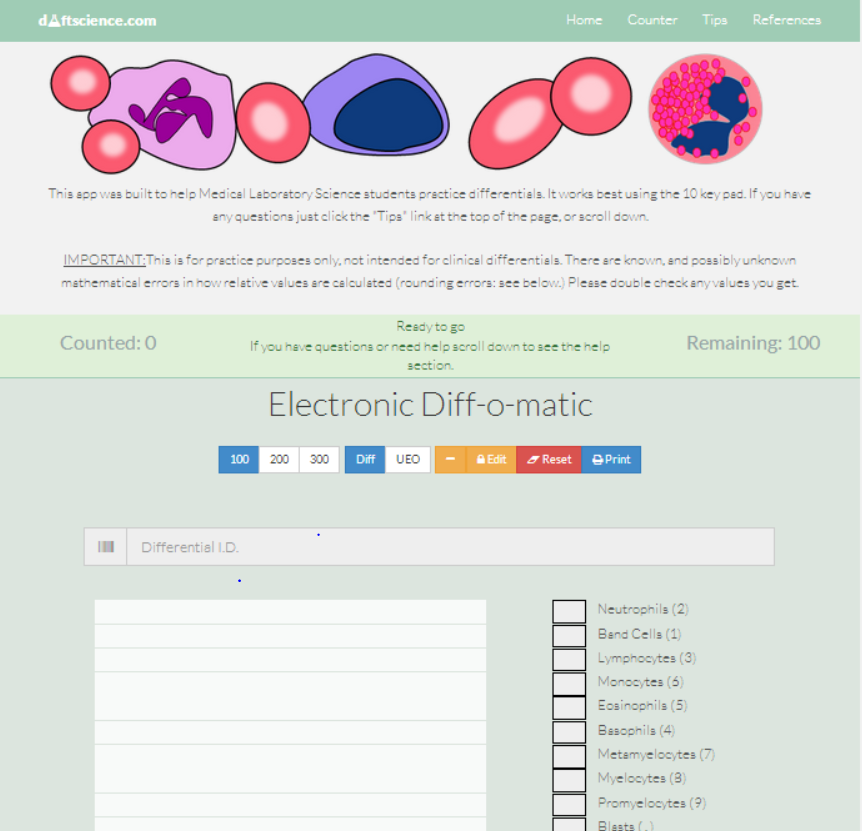 daftscience.com
Home Counter Tips References
This app was built to help Medical Laboratory Science students practice differentials. It works best using the 10 key pad. If you have
any questions just click the "Tips" link at the top of the page, or scroll down.
IMPORTANT:This is for practice purposes only, not intended for clinical differentials. There are known, and possibly unknown
mathematical errors in how relative values are calculated (rounding errors: see below.) Please double check any values you get.
Counted: 0
Ready to go
If you have questions or need help scroll down to see the help
section.
Remaining: 100
Electronic Diff-o-matic
100 200 300 Diff UEO − Edit Reset Print
Differential I.D.
Neutrophils (2)
Band Cells (1)
Lymphocytes (3)
Monocytes (6)
Eosinophils (5)
Basophils (4)
Metamyelocytes (7)
Myelocytes (8)
Promyelocytes (9)
Blasts (.)